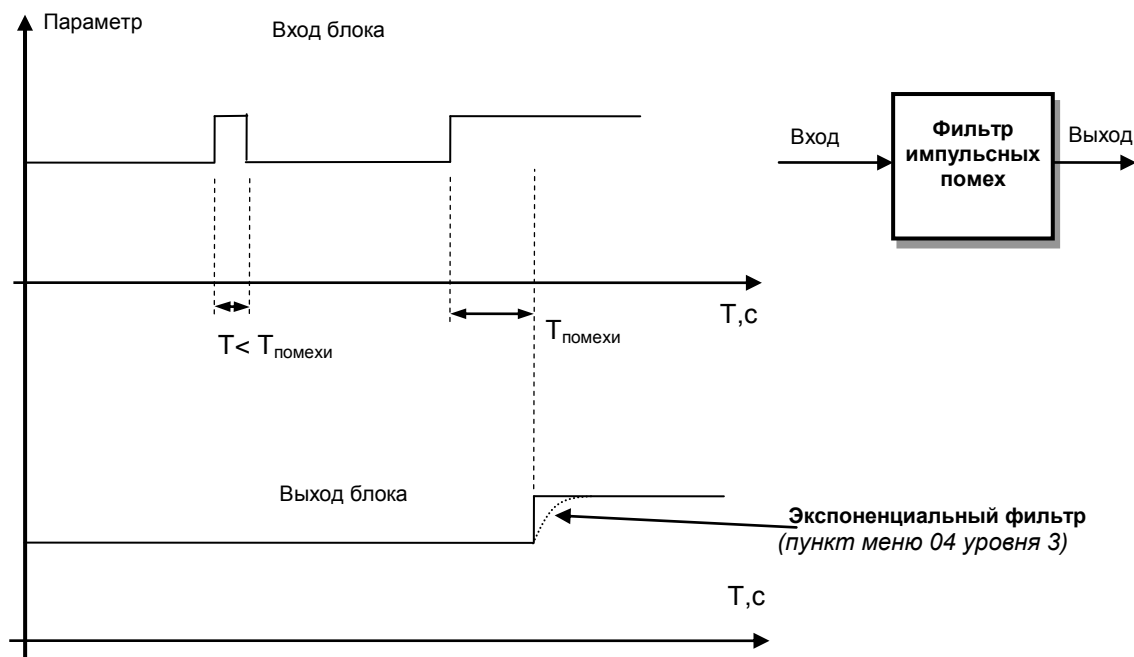 Параметр
Вход блока
Вход
Фильтр
импульсных
помех
Выход
T,с
T< Tпомехи
Tпомехи
Выход блока
Экспоненциальный фильтр
(пункт меню 04 уровня 3)
T,с